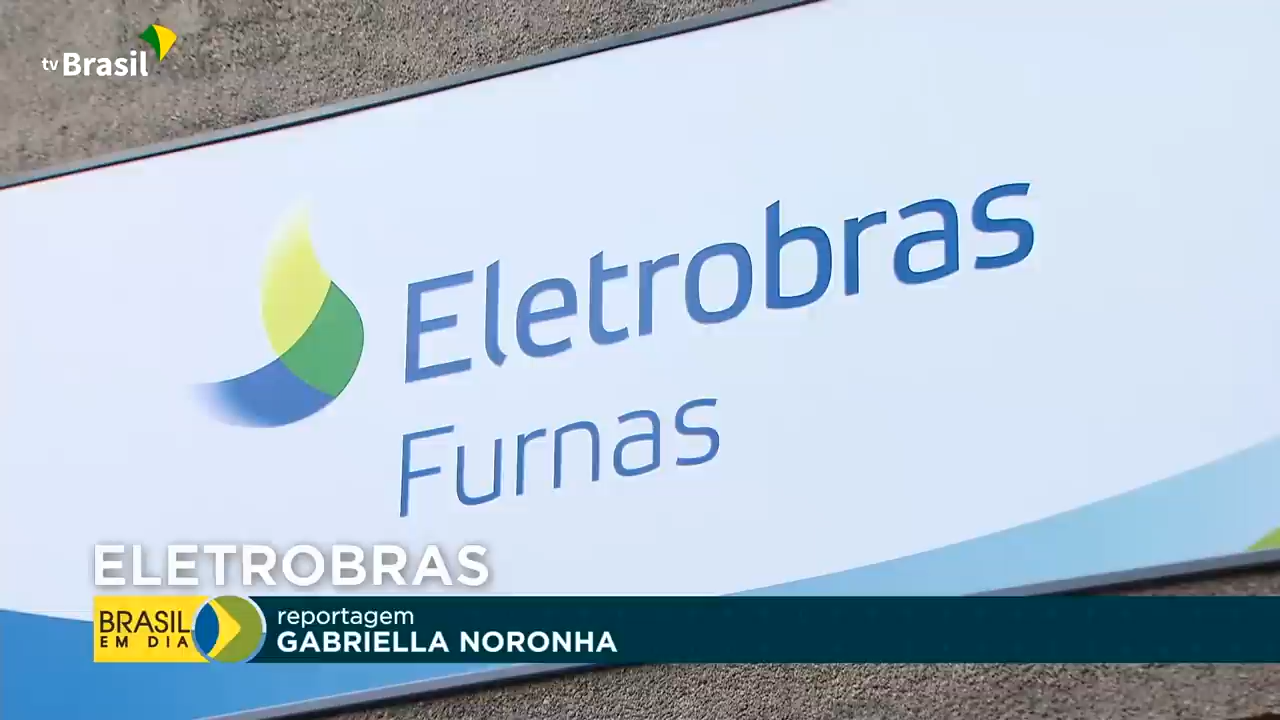 tv Brasil
Eletrobras
Furnas
ELETROBRAS
BRASIL
EM DIA
reportagem
GABRIELLA NORONHA